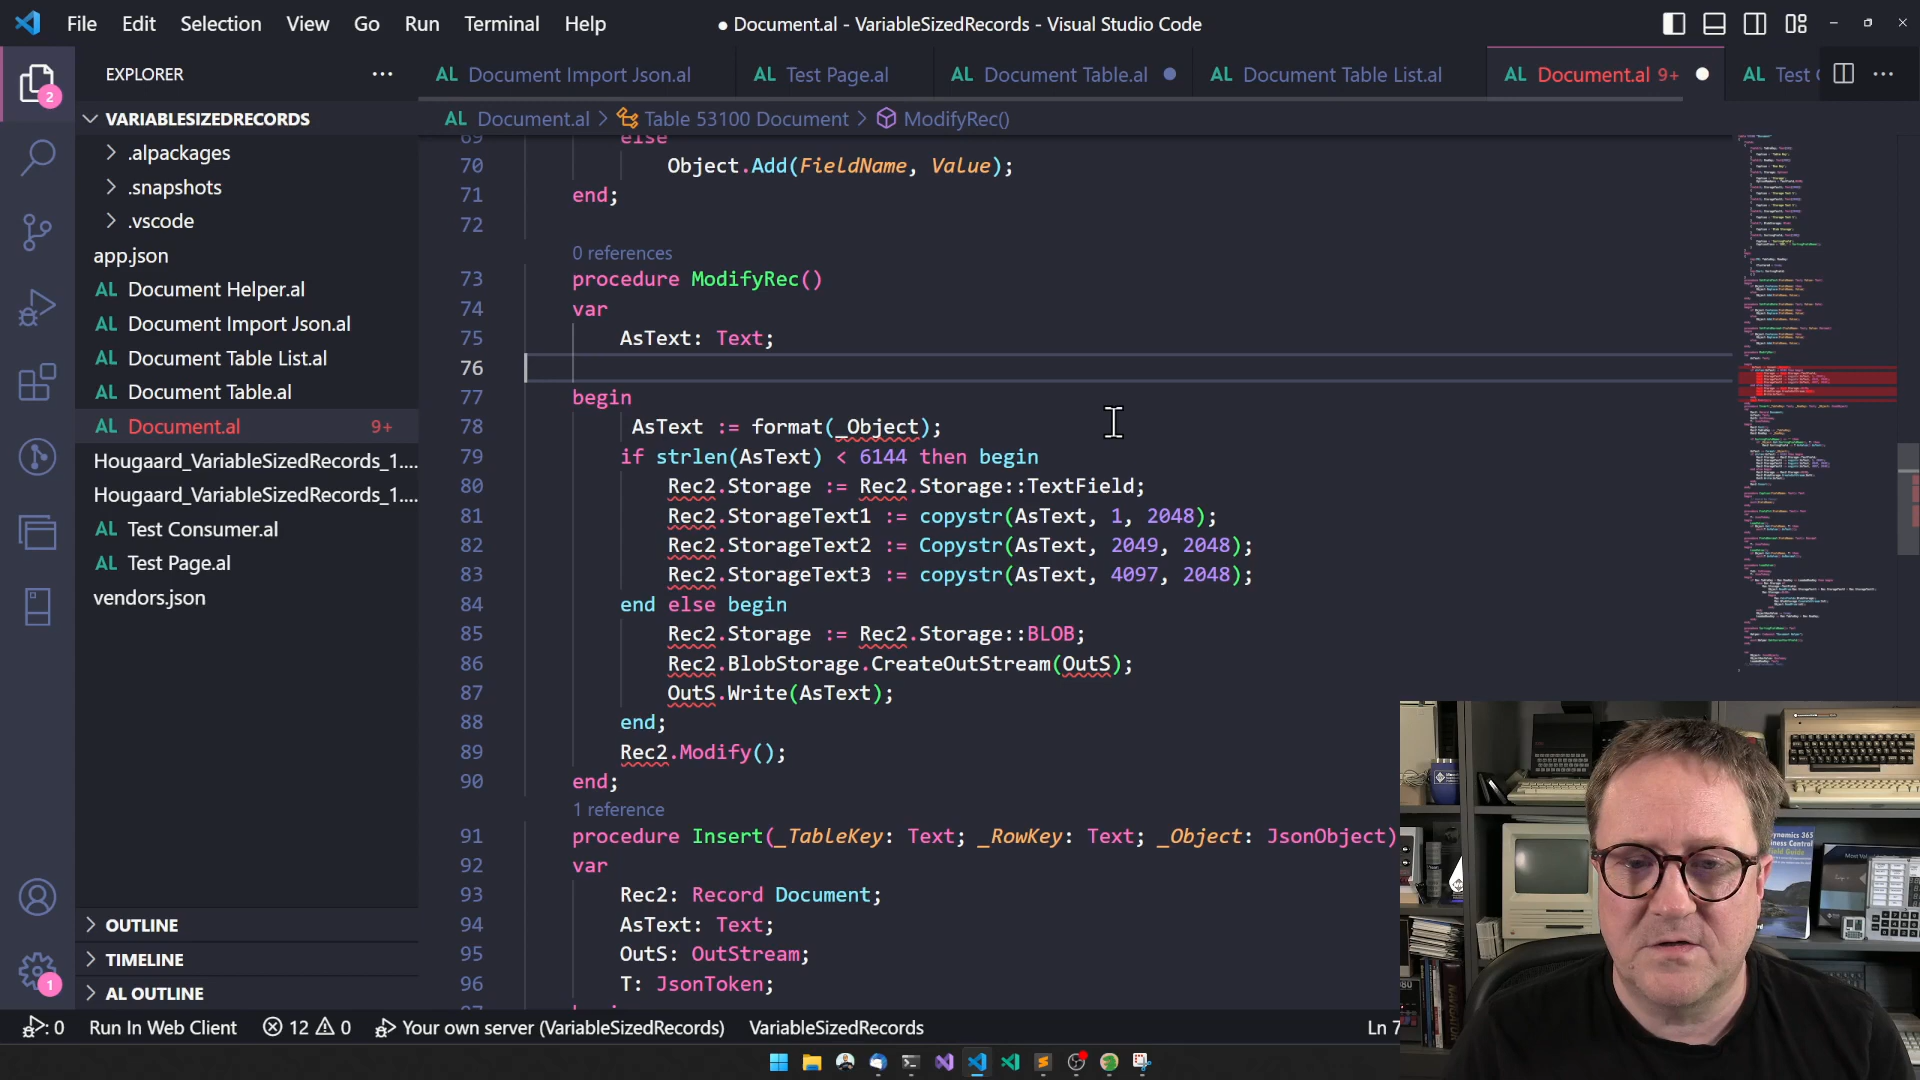 File Edit Selection View Go Run Terminal Help
● Document.al - VariableSizedRecords - Visual Studio Code
EXPLORER
AL Document Import Json.al
AL Test Page.al
AL Document Table.al
AL Document Table List.al
AL Document.al 9+
AL Test
Document.al > Table 53100 Document > ModifyRec()
VARIABLESIZEDRECORDS
.alpackages
.snapshots
.vscode
app.json
AL Document Helper.al
AL Document Import Json.al
AL Document Table List.al
AL Document Table.al
AL Document.al 9+
Hougaard_VariableSizedRecords_1....
Hougaard_VariableSizedRecords_1....
AL Test Consumer.al
AL Test Page.al
vendors.json
OUTLINE
TIMELINE
AL OUTLINE
2
1
69 else
70 Object.Add(FieldName, Value);
71 end;
72
0 references
73 procedure ModifyRec()
74 var
75 AsText: Text;
76
77 begin
78 AsText := format(_Object);
79 if strlen(AsText) < 6144 then begin
80 Rec2.Storage := Rec2.Storage::TextField;
81 Rec2.StorageText1 := copystr(AsText, 1, 2048);
82 Rec2.StorageText2 := Copystr(AsText, 2049, 2048);
83 Rec2.StorageText3 := copystr(AsText, 4097, 2048);
84 end else begin
85 Rec2.Storage := Rec2.Storage::BLOB;
86 Rec2.BlobStorage.CreateOutStream(OutS);
87 OutS.Write(AsText);
88 end;
89 Rec2.Modify();
90 end;
1 reference
91 procedure Insert(_TableKey: Text; _RowKey: Text; _Object: JsonObject)
92 var
93 Rec2: Record Document;
94 AsText: Text;
95 OutS: OutStream;
96 T: JsonToken;
0 Run In Web Client 12 0 Your own server (VariableSizedRecords) VariableSizedRecords Ln 7